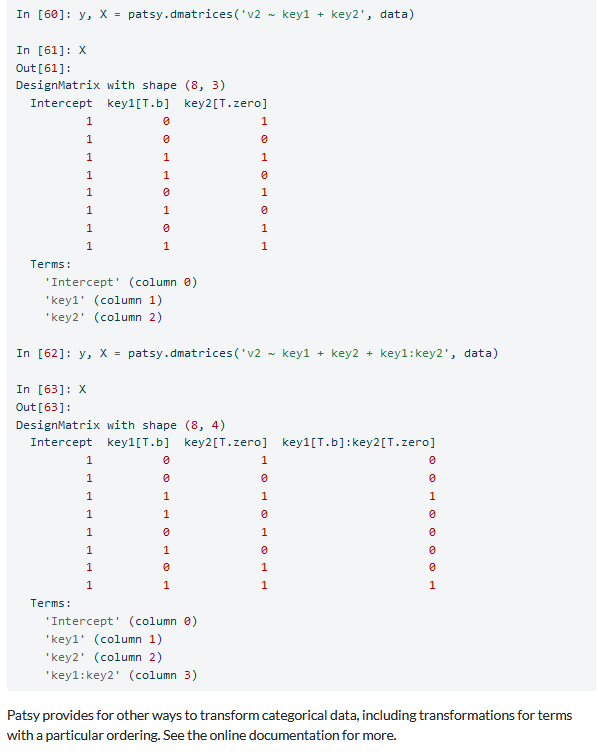 In [60]: y, X = patsy.dmatrices('v2 ~ key1 + key2', data)
In [61]: X
Out[61]:
DesignMatrix with shape (8, 3)
Intercept key1[T.b] key2[T.zero]
1 0 1
1 0 0
1 1 1
1 1 0
1 0 1
1 1 0
1 0 1
1 1 1
Terms:
'Intercept' (column 0)
'key1' (column 1)
'key2' (column 2)
In [62]: y, X = patsy.dmatrices('v2 ~ key1 + key2 + key1:key2', data)
In [63]: X
Out[63]:
DesignMatrix with shape (8, 4)
Intercept key1[T.b] key2[T.zero] key1[T.b]:key2[T.zero]
1 0 1 0
1 0 0 0
1 1 1 1
1 1 0 0
1 0 1 0
1 1 0 0
1 0 1 0
1 1 1 1
Terms:
'Intercept' (column 0)
'key1' (column 1)
'key2' (column 2)
'key1:key2' (column 3)
Patsy provides for other ways to transform categorical data, including transformations for terms
with a particular ordering. See the online documentation for more.